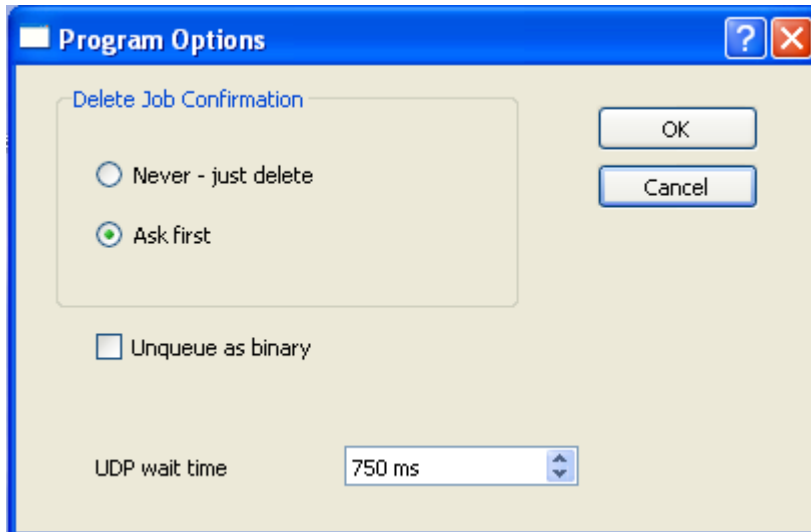 Program Options
Delete Job Confirmation
Never - just delete
Ask first
OK
Cancel
Unqueue as binary
UDP wait time
750 ms